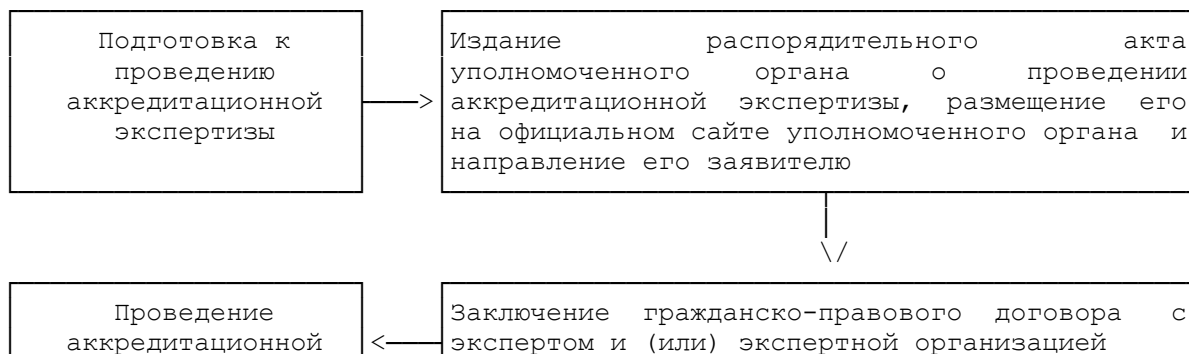 Подготовка к
проведению
аккредитационной
экспертизы
Издание распорядительного акта
уполномоченного органа о проведении
аккредитационной экспертизы, размещение его
на официальном сайте уполномоченного органа и
направление его заявителю
Проведение
аккредитационной
Заключение гражданско-правового договора с
экспертом и (или) экспертной организацией